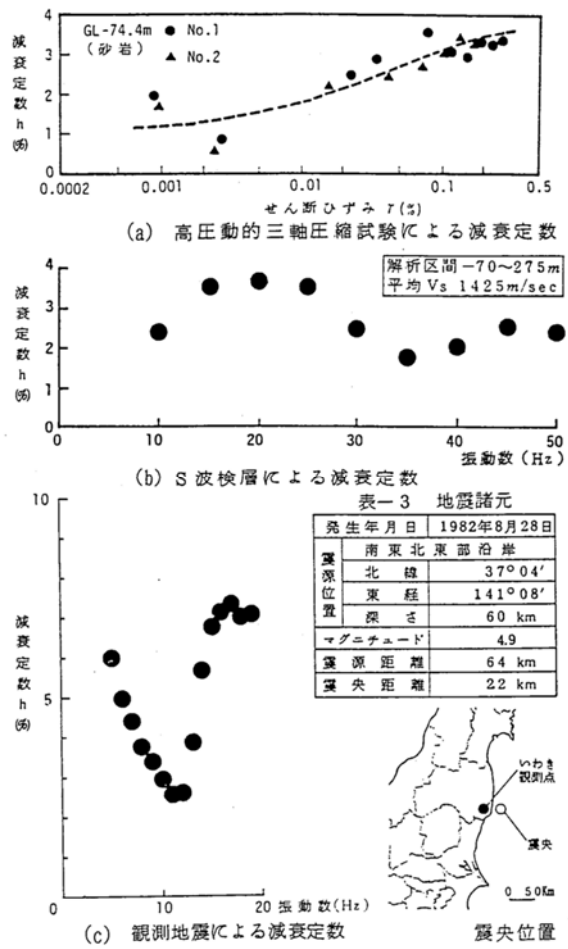 減衰定数 h (%)
4
3
2
1
0
GL-74.4m
(砂岩)
● No.1
▲ No.2
0.0002 0.001 0.01 0.1 0.5
せん断ひずみ γ(%)
(a) 高圧動的三軸圧縮試験による減衰定数
減衰定数 h (%)
4
3
2
1
0
解析区間 -70～275m
平均 Vs 1425m/sec
0 10 20 30 40 50
振動数(Hz)
(b) S波検層による減衰定数
減衰定数 h (%)
10
5
0
0 20
振動数(Hz)
(c) 観測地震による減衰定数
表-3 地震諸元
発生年月日 1982年8月28日
震源位置
南東北東部沿岸
北緯 37°04′
東経 141°08′
深さ 60 km
マグニチュード 4.9
震源距離 64 km
震央距離 22 km
いわき
観測点
震央
0 50Km
震央位置